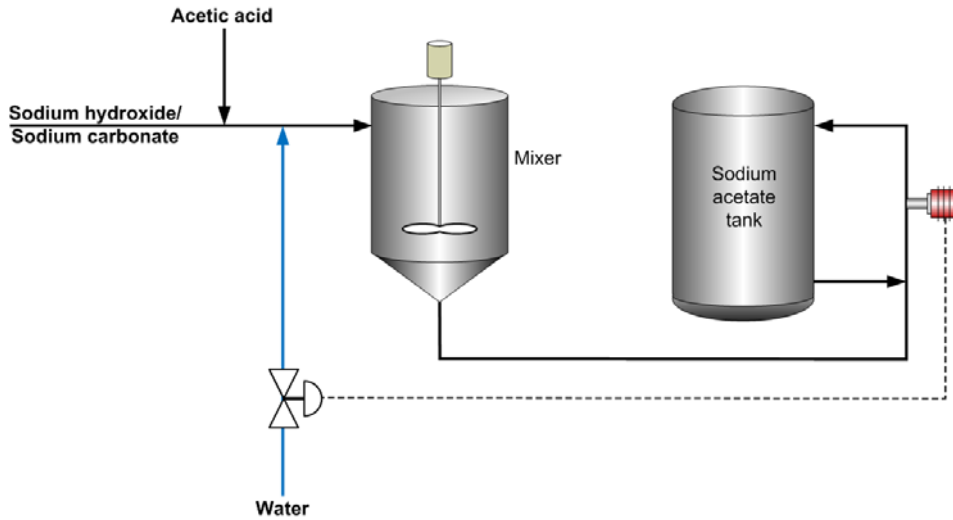 Acetic acid
Sodium hydroxide/
Sodium carbonate
Mixer
Sodium
acetate
tank
Water